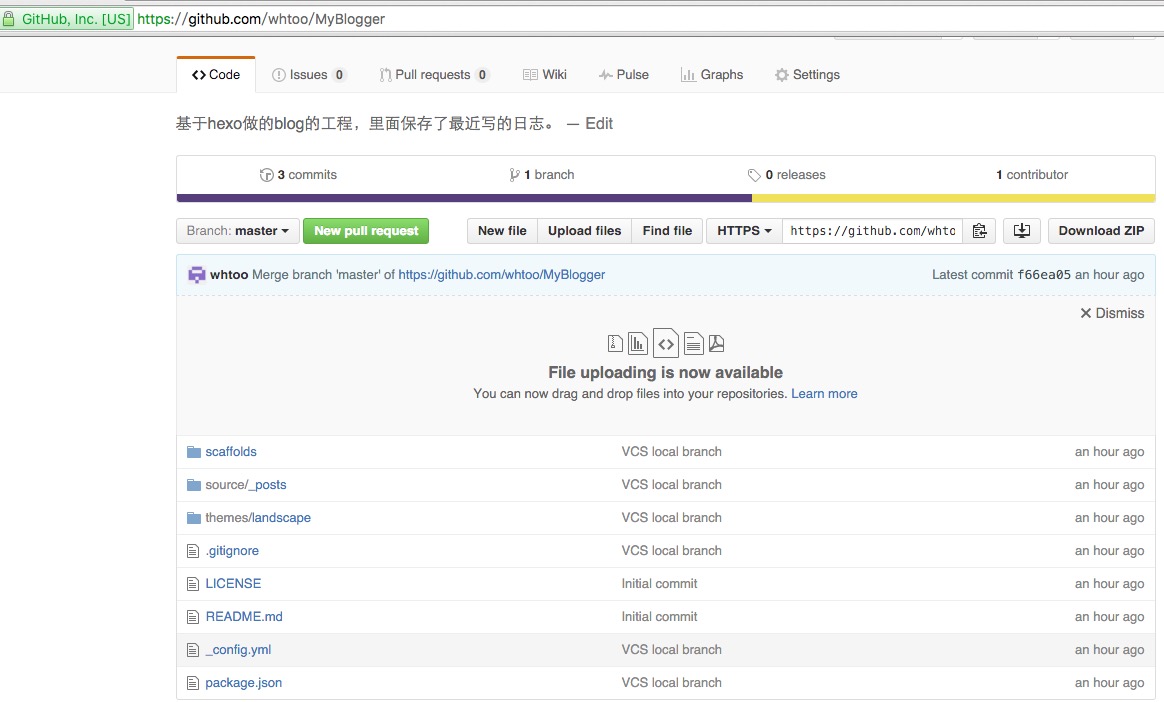 GitHub, Inc. [US] https://github.com/whtoo/MyBlogger
Code Issues 0 Pull requests 0 Wiki Pulse Graphs Settings
基于hexo做的blog的工程，里面保存了最近写的日志。 — Edit
3 commits 1 branch 0 releases 1 contributor
Branch: master New pull request New file Upload files Find file HTTPS https://github.com/whto Download ZIP
whtoo Merge branch 'master' of https://github.com/whtoo/MyBlogger Latest commit f66ea05 an hour ago
Dismiss
File uploading is now available
You can now drag and drop files into your repositories. Learn more
scaffolds VCS local branch an hour ago
source/_posts VCS local branch an hour ago
themes/landscape VCS local branch an hour ago
.gitignore VCS local branch an hour ago
LICENSE Initial commit an hour ago
README.md Initial commit an hour ago
_config.yml VCS local branch an hour ago
package.json VCS local branch an hour ago